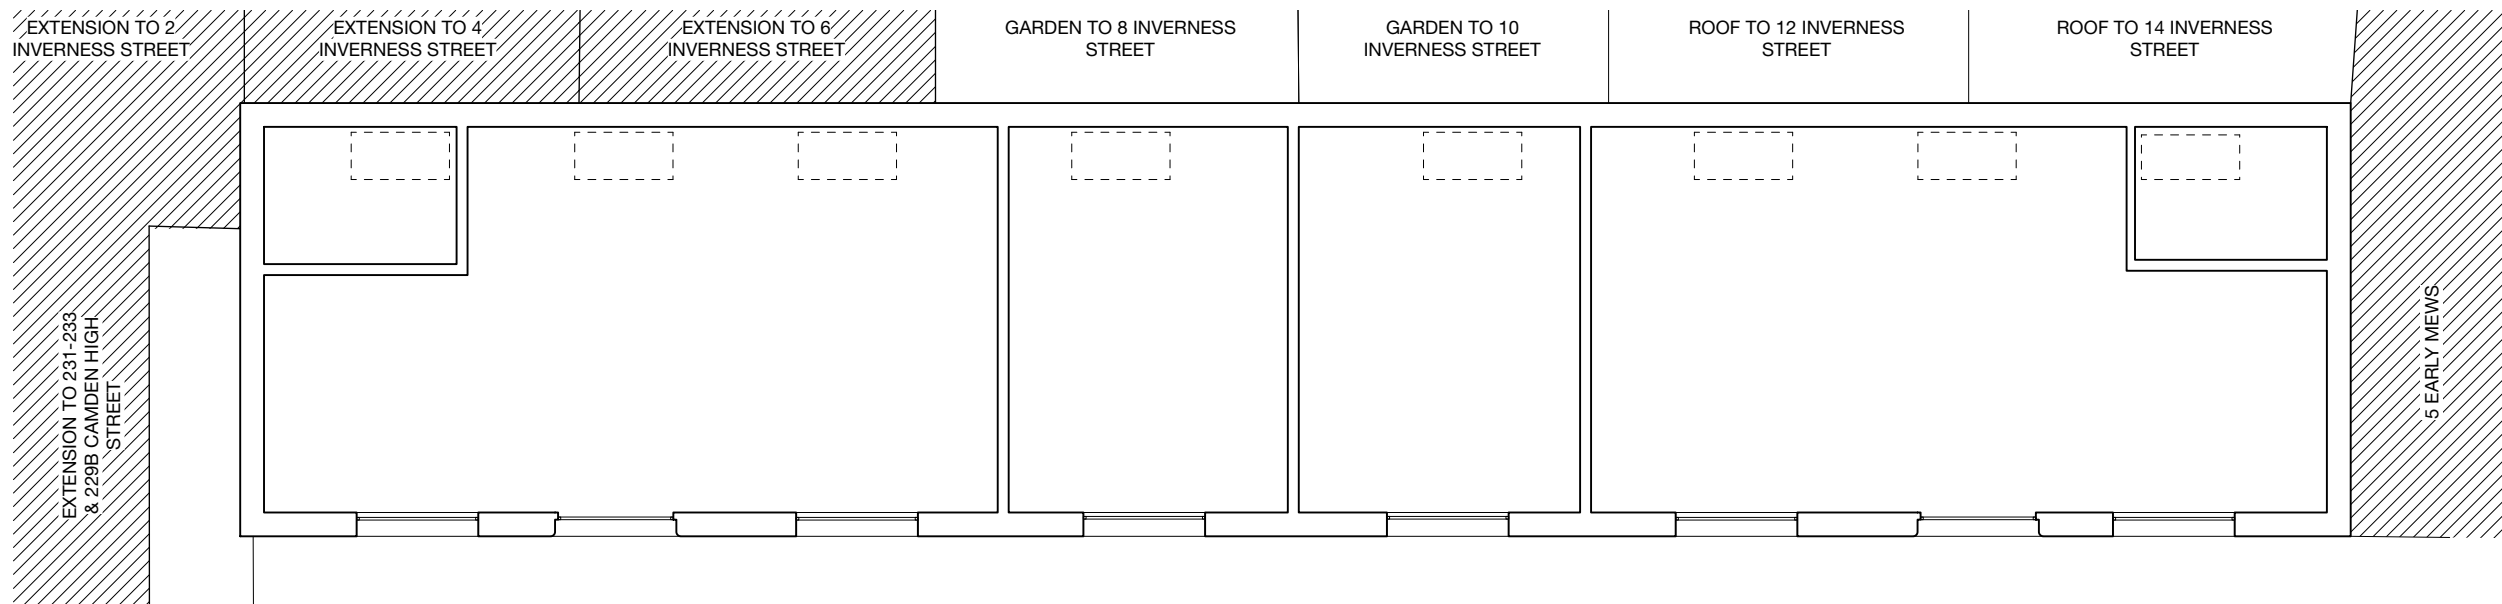 EXTENSION TO 2
INVERNESS STREET
EXTENSION TO 4
INVERNESS STREET
EXTENSION TO 6
INVERNESS STREET
GARDEN TO 8 INVERNESS
STREET
GARDEN TO 10
INVERNESS STREET
ROOF TO 12 INVERNESS
STREET
ROOF TO 14 INVERNESS
STREET
EXTENSION TO 231-233
& 229B CAMDEN HIGH
STREET
5 EARLY MEWS